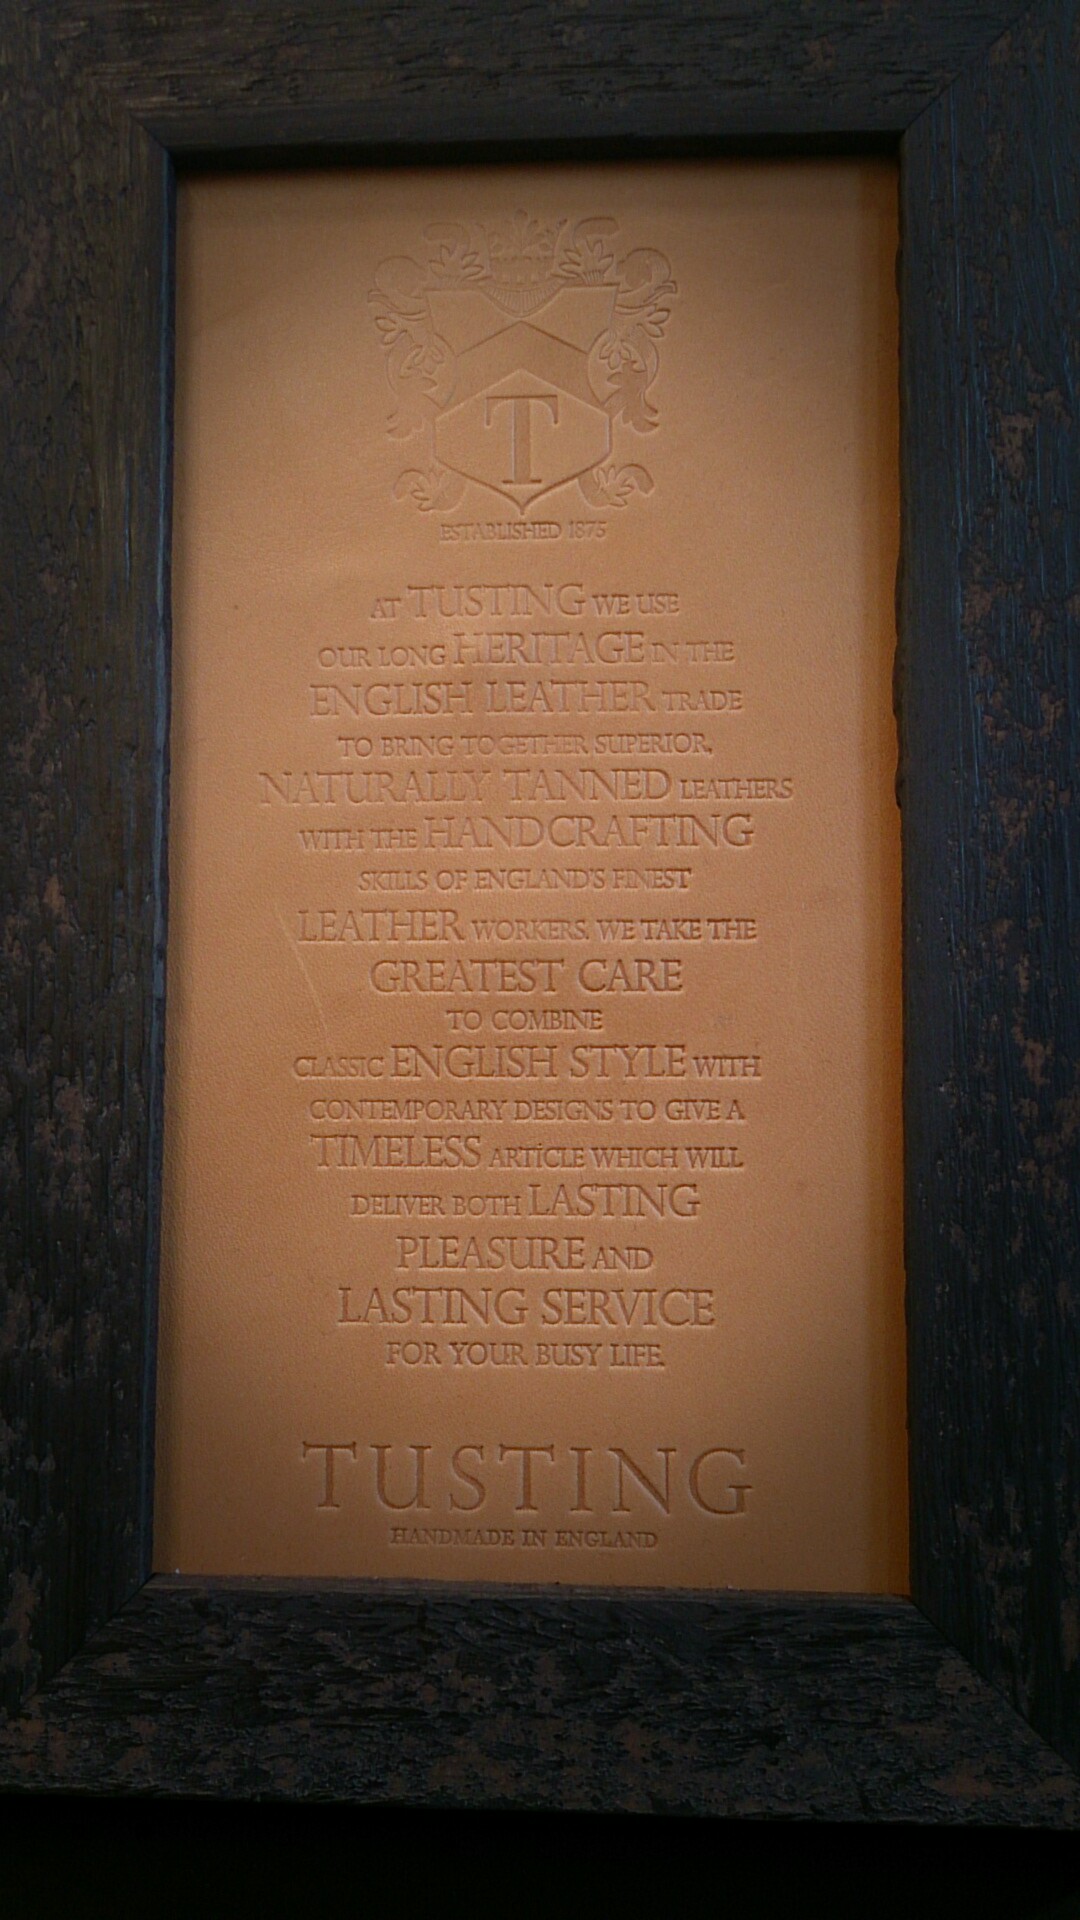 T
ESTABLISHED 1875
AT TUSTING WE USE
OUR LONG HERITAGE IN THE
ENGLISH LEATHER TRADE
TO BRING TOGETHER SUPERIOR,
NATURALLY TANNED LEATHERS
WITH THE HANDCRAFTING
SKILLS OF ENGLAND'S FINEST
LEATHER WORKERS. WE TAKE THE
GREATEST CARE
TO COMBINE
CLASSIC ENGLISH STYLE WITH
CONTEMPORARY DESIGNS TO GIVE A
TIMELESS ARTICLE WHICH WILL
DELIVER BOTH LASTING
PLEASURE AND
LASTING SERVICE
FOR YOUR BUSY LIFE.
TUSTING
HANDMADE IN ENGLAND